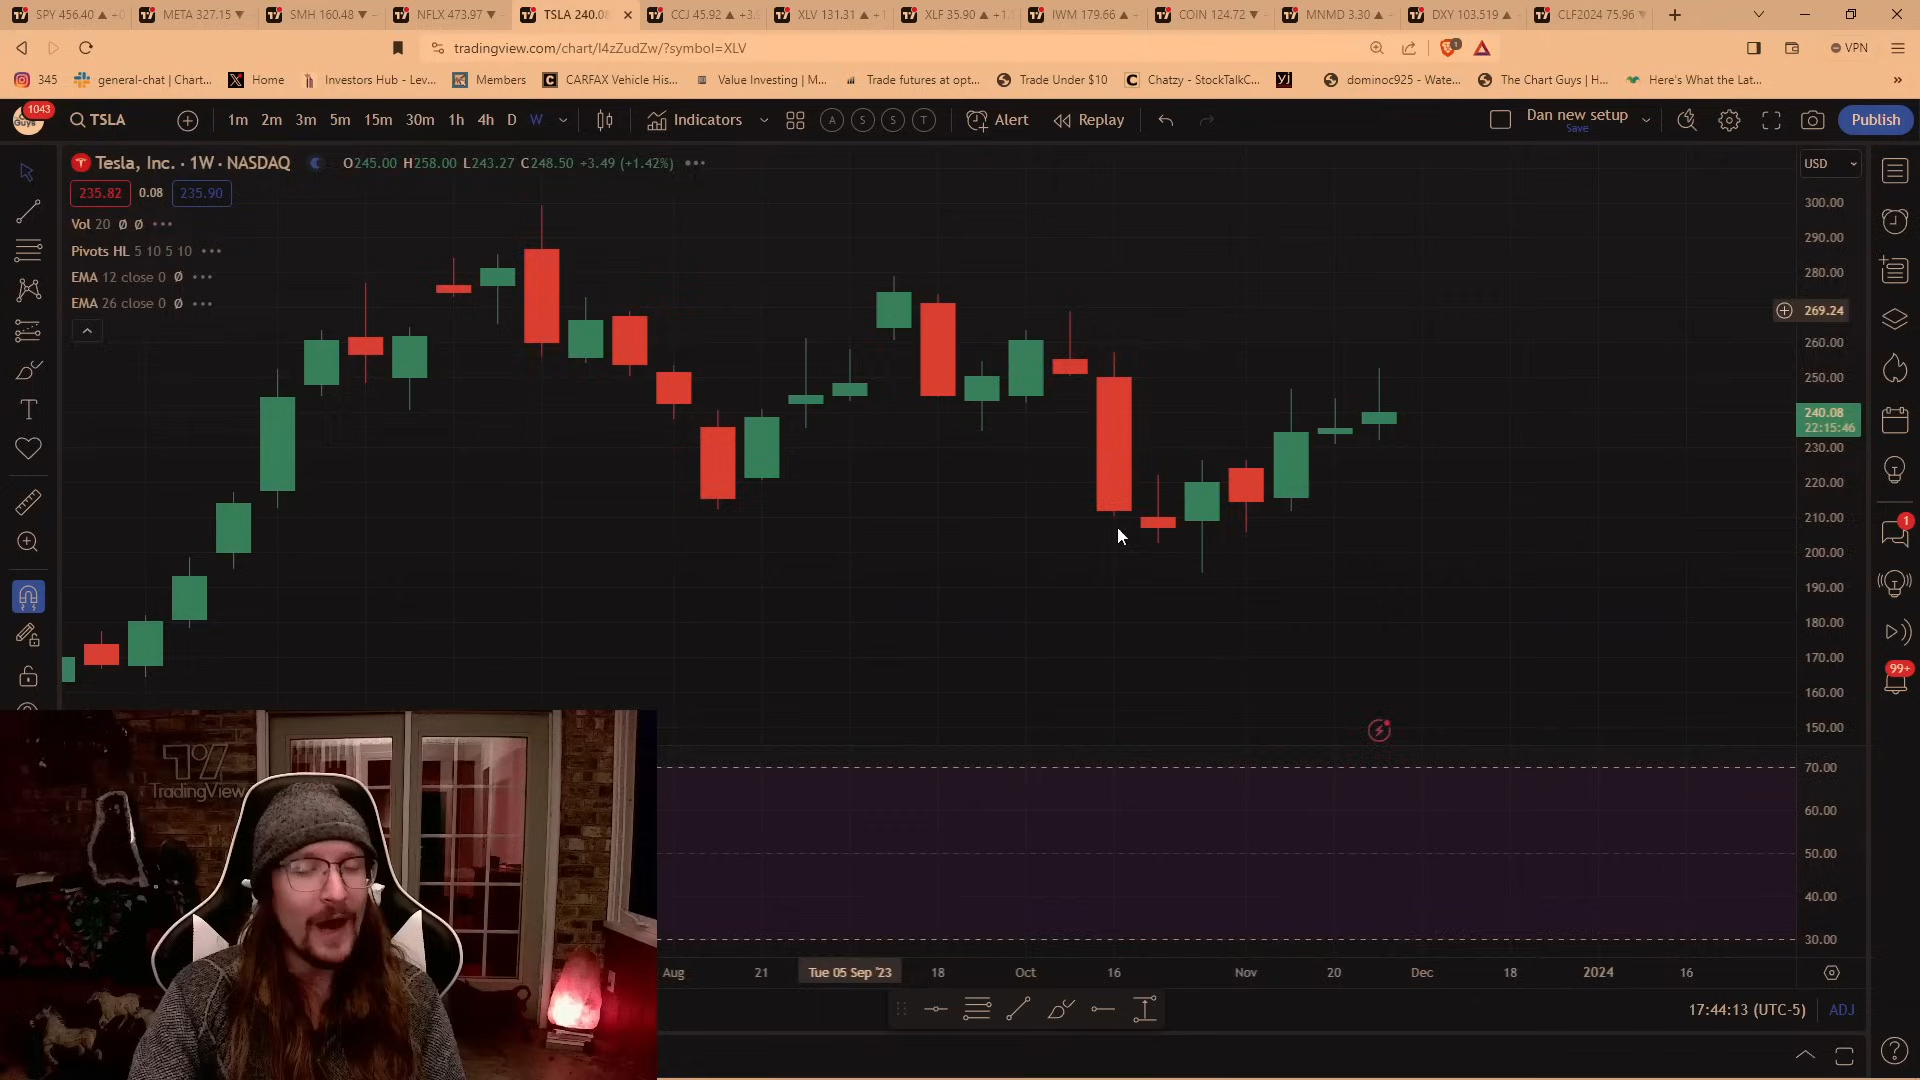 SPY 456.40 ▲ +0
META 327.15 ▼
SMH 160.48 ▼ −
NFLX 473.97 ▼
TSLA 240.08
CCJ 45.92 ▲ +3.
XLV 131.31 ▲ +1
XLF 35.90 ▲ +1.
IWM 179.66 ▲ +
COIN 124.72 ▼
MNMD 3.30 ▲
DXY 103.519 ▲
CLF2024 75.96
tradingview.com/chart/I4zZudZw/?symbol=XLV
VPN
345
general-chat | Chart...
Home
Investors Hub - Lev...
Members
CARFAX Vehicle His...
Value Investing | M...
Trade futures at opt...
Trade Under $10
Chatzy - StockTalkC...
dominoc925 - Wate...
The Chart Guys | H...
Here's What the Lat...
1043
TSLA
1m 2m 3m 5m 15m 30m 1h 4h D W
Indicators
A S S T
Alert
Replay
Dan new setup
Save
Publish
Tesla, Inc. · 1W · NASDAQ
O245.00 H258.00 L243.27 C248.50 +3.49 (+1.42%)
USD
235.82 0.08 235.90
Vol 20 Ø Ø
Pivots HL 5 10 5 10
EMA 12 close 0 Ø
EMA 26 close 0 Ø
300.00
290.00
280.00
269.24
260.00
250.00
240.08
22:15:46
230.00
220.00
210.00
200.00
190.00
180.00
170.00
160.00
150.00
70.00
60.00
50.00
40.00
30.00
1
99+
TradingView
Aug 21 Tue 05 Sep '23 18 Oct 16 Nov 20 Dec 18 2024 16
17:44:13 (UTC-5)
ADJ